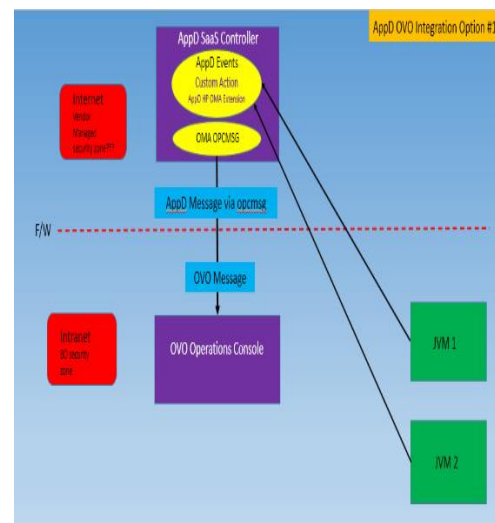 AppD OVO Integration Option #1
AppD SaaS Controller
AppD Events
Custom Action
AppD HP OMA Extension
OMA OPCMSG
Internet
Vendor
Managed
security zone???
AppD Message via opcmsg
F/W
OVO Message
Intranet
security
zone
OVO Operations Console
JVM 1
JVM 2